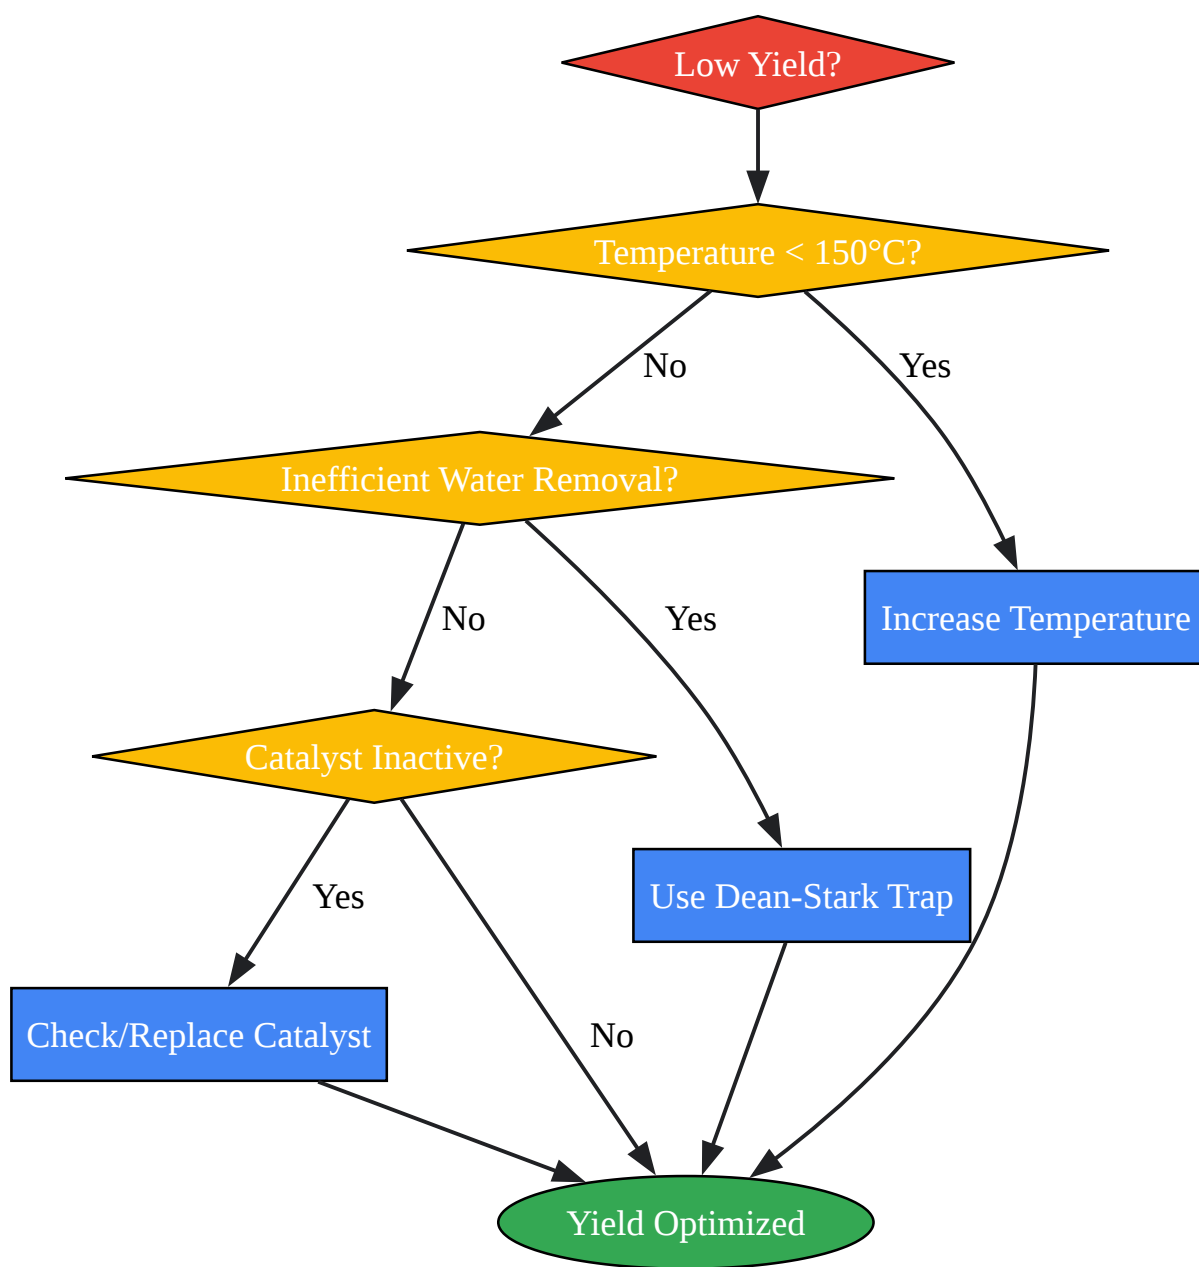 Low Yield?
Temperature < 150°C?
No
Yes
Inefficient Water Removal?
No
Yes
Increase Temperature
Catalyst Inactive?
Yes
Use Dean-Stark Trap
Check/Replace Catalyst
No
Yield Optimized